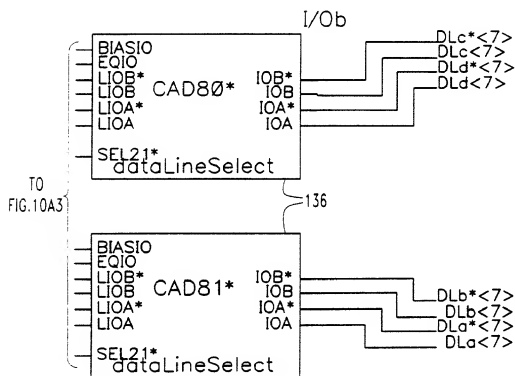 I/Ob
BIASIO
EQIO
LIOB*
LIOB
LIOA*
LIOA
SEL21*
CAD80*
dataLineSelect
IOB*
IOB
IOA*
IOA
DLc*<7>
DLc<7>
DLd*<7>
DLd<7>
TO
FIG.10A3
136
BIASIO
EQIO
LIOB*
LIOB
LIOA*
LIOA
SEL21*
CAD81*
dataLineSelect
IOB*
IOB
IOA*
IOA
DLb*<7>
DLb<7>
DLa*<7>
DLa<7>